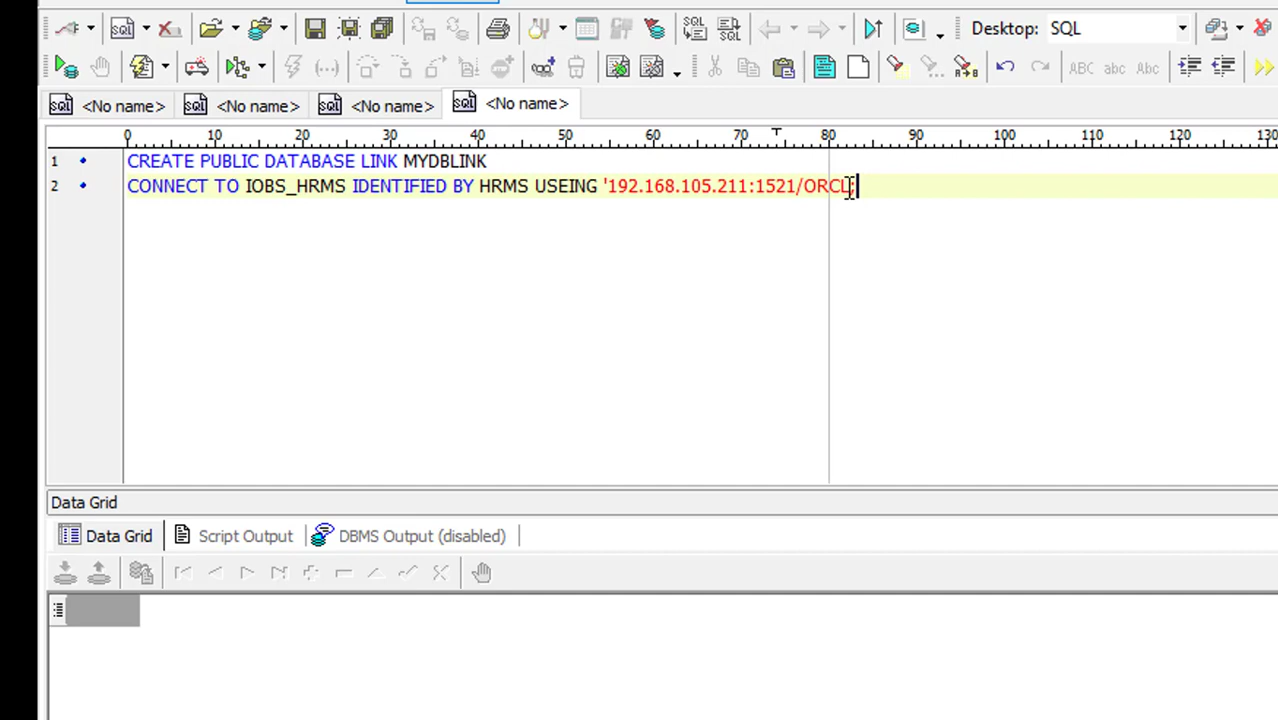 Desktop: SQL
<No name> <No name> <No name> <No name>
0 10 20 30 40 50 60 70 80 90 100 110 120 130
1 CREATE PUBLIC DATABASE LINK MYDBLINK
2 CONNECT TO IOBS_HRMS IDENTIFIED BY HRMS USEING '192.168.105.211:1521/ORCL;
Data Grid
Data Grid Script Output DBMS Output (disabled)